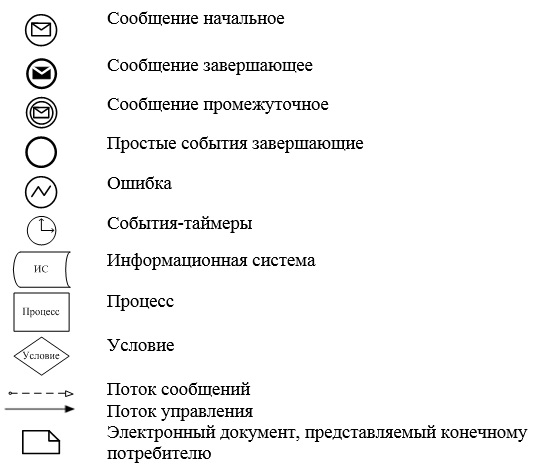 Сообщение начальное
Сообщение завершающее
Сообщение промежуточное
Простые события завершающие
Ошибка
События-таймеры
ИС
Информационная система
Процесс
Процесс
Условие
Условие
Поток сообщений
Поток управления
Электронный документ, представляемый конечному
потребителю